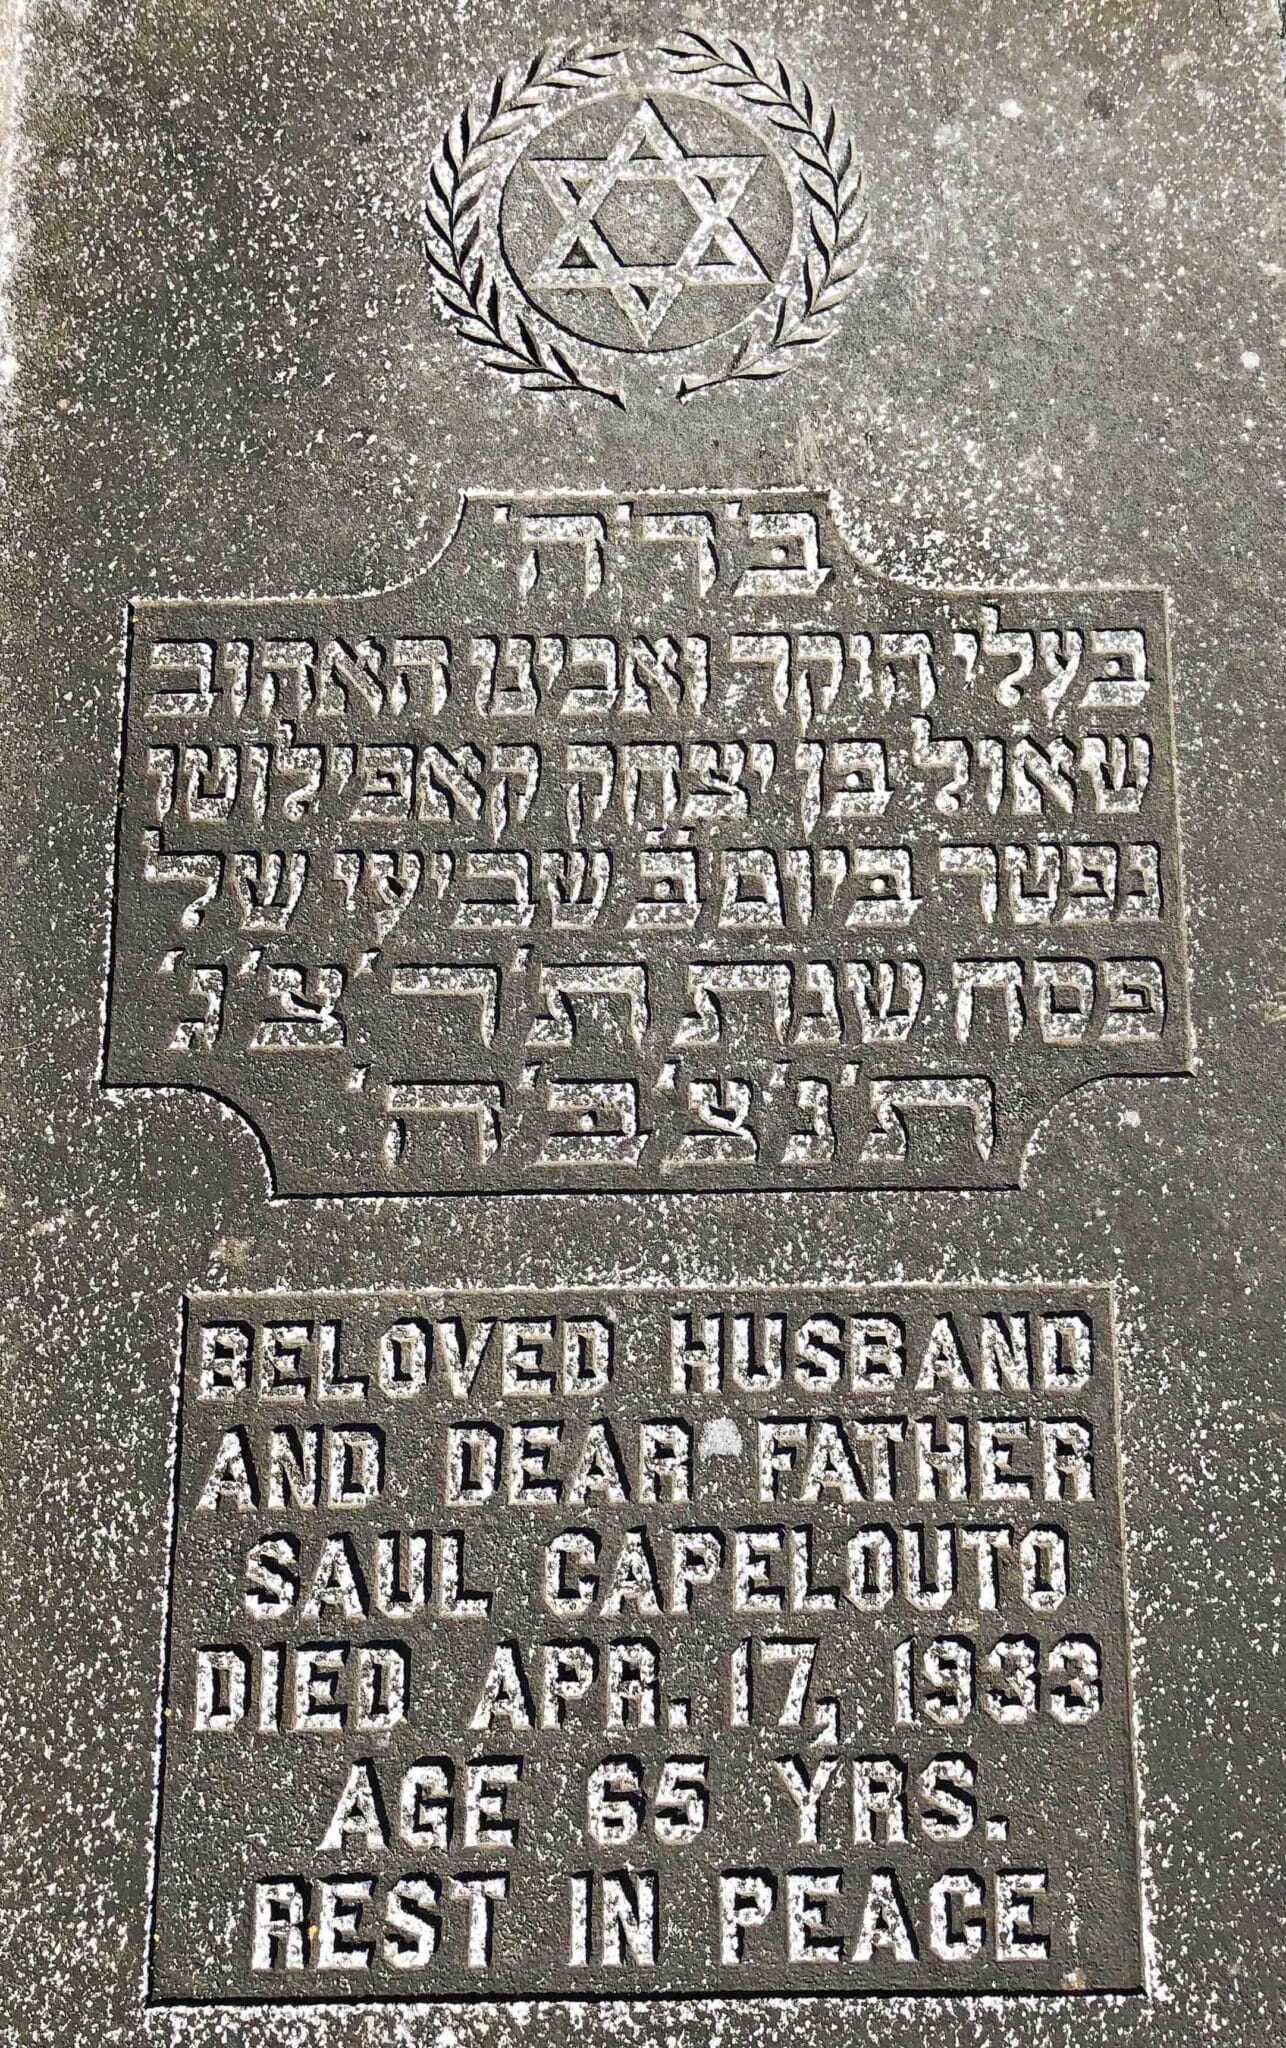 ב'ר'ה'
בעלי היקר ואבינו האהוב
שאול בן יצחק קאפילוטו
נפטר ביום ב״ שביעי של
פסח שנת ת'ר'צ'ג'
ת'נ'צ'ב'ה'
BELOVED HUSBAND
AND DEAR FATHER
SAUL CAPELOUTO
DIED APR. 17, 1933
AGE 65 YRS.
REST IN PEACE